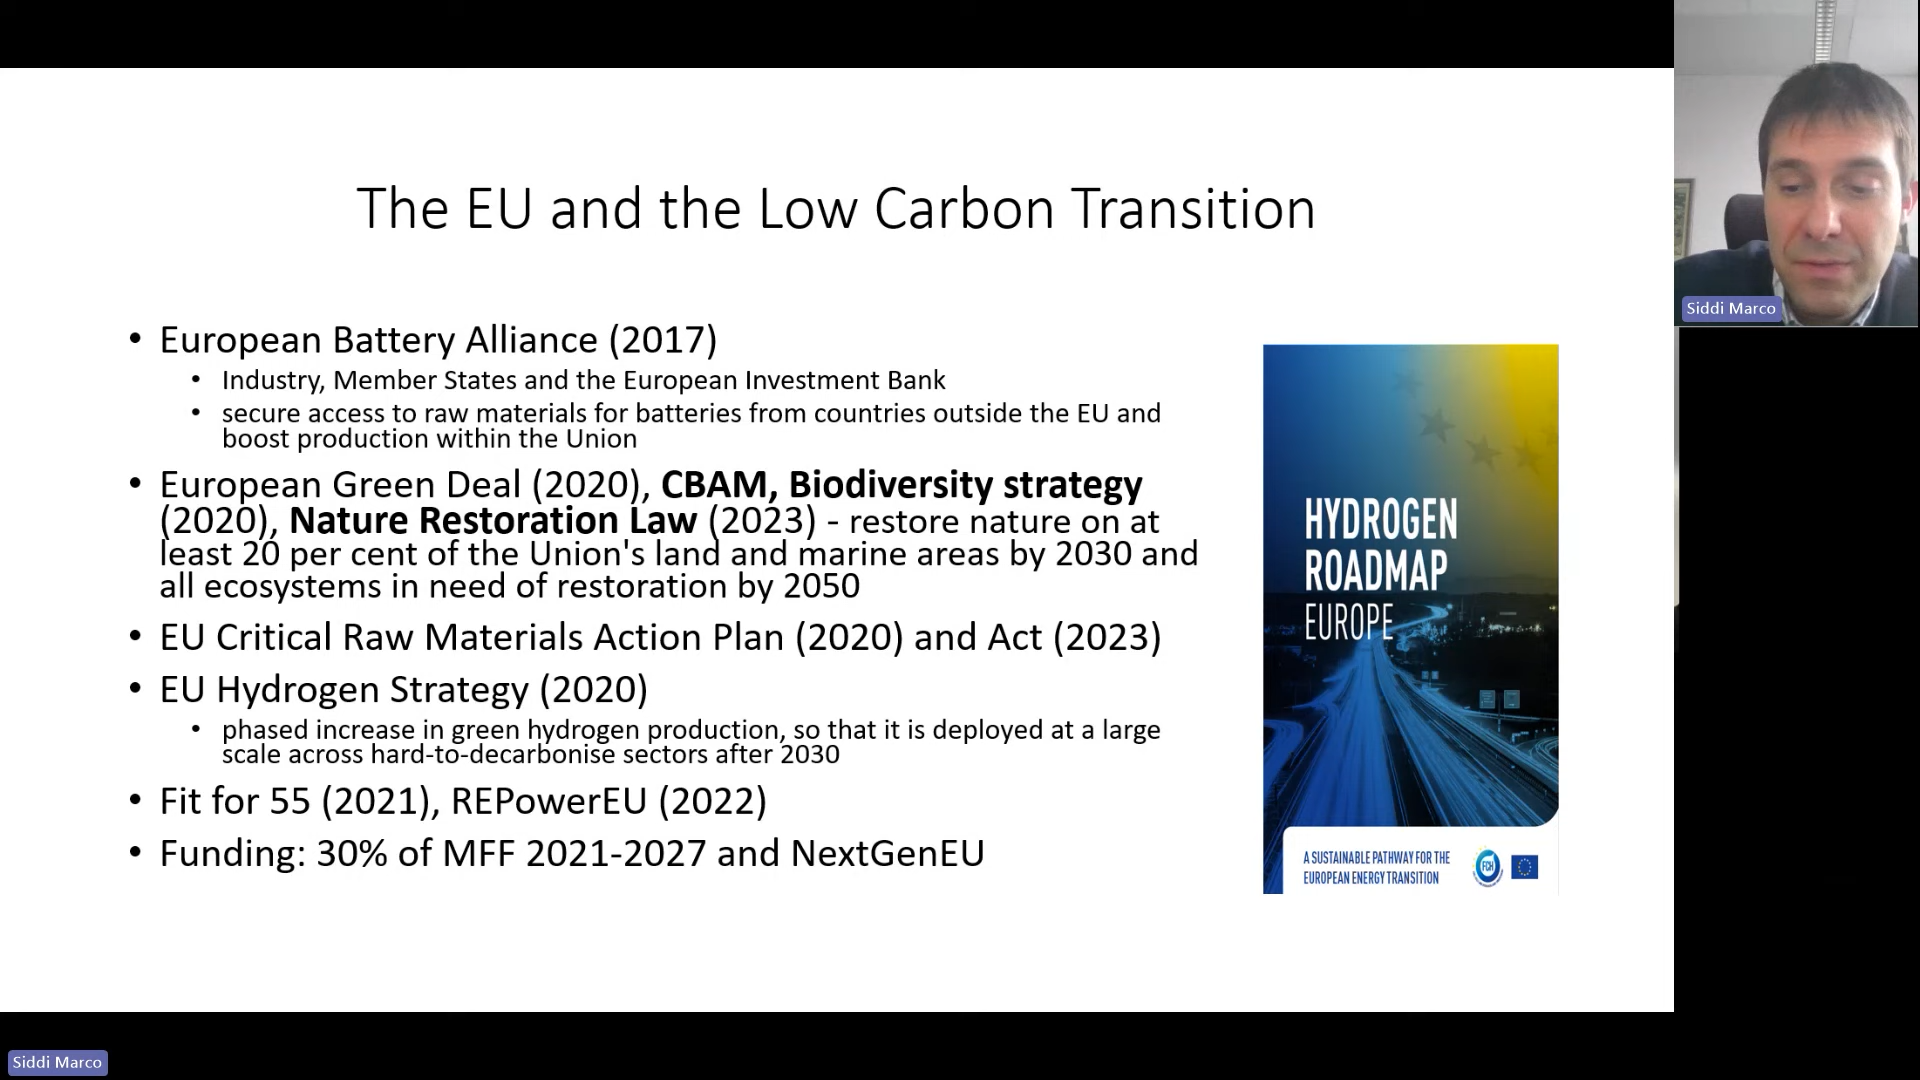 The EU and the Low Carbon Transition
• European Battery Alliance (2017)
• Industry, Member States and the European Investment Bank
• secure access to raw materials for batteries from countries outside the EU and
boost production within the Union
• European Green Deal (2020), CBAM, Biodiversity strategy
(2020), Nature Restoration Law (2023) - restore nature on at
least 20 per cent of the Union's land and marine areas by 2030 and
all ecosystems in need of restoration by 2050
• EU Critical Raw Materials Action Plan (2020) and Act (2023)
• EU Hydrogen Strategy (2020)
• phased increase in green hydrogen production, so that it is deployed at a large
scale across hard-to-decarbonise sectors after 2030
• Fit for 55 (2021), REPowerEU (2022)
• Funding: 30% of MFF 2021-2027 and NextGenEU
HYDROGEN
ROADMAP
EUROPE
A SUSTAINABLE PATHWAY FOR THE
EUROPEAN ENERGY TRANSITION
FCH
Siddi Marco
Siddi Marco